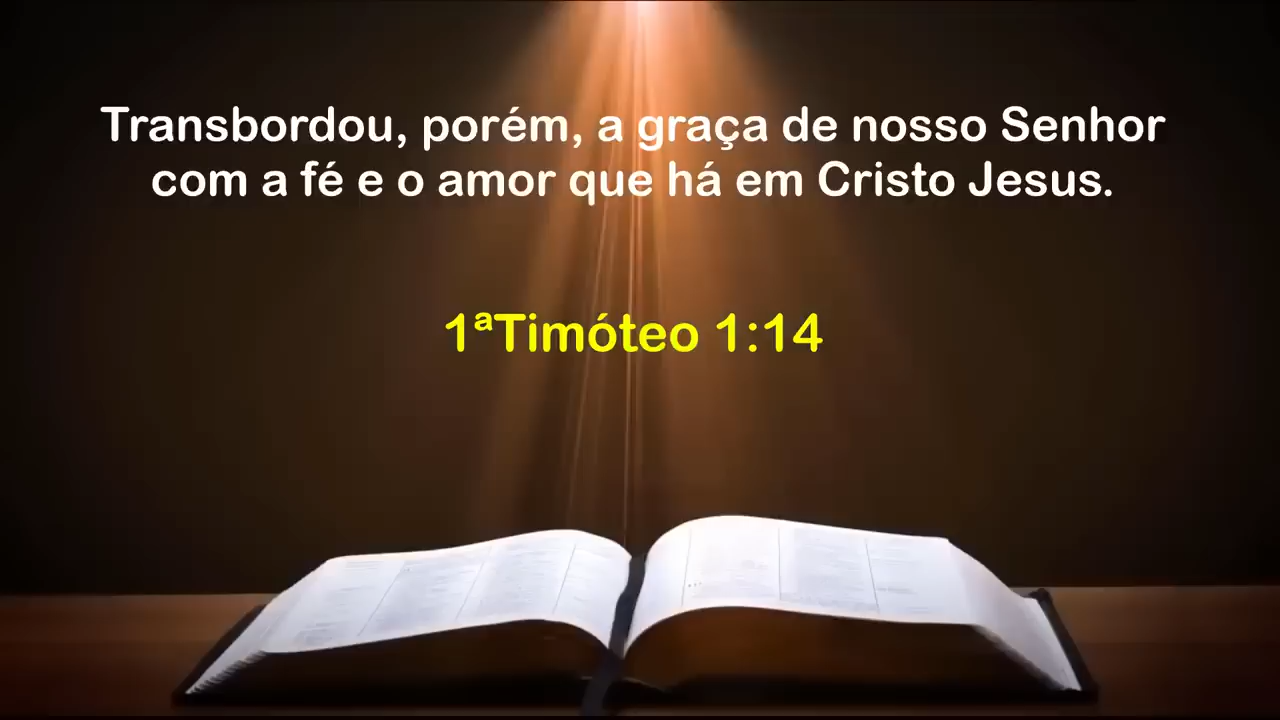 Transbordou, porém, a graça de nosso Senhor
com a fé e o amor que há em Cristo Jesus.
1ªTimóteo 1:14